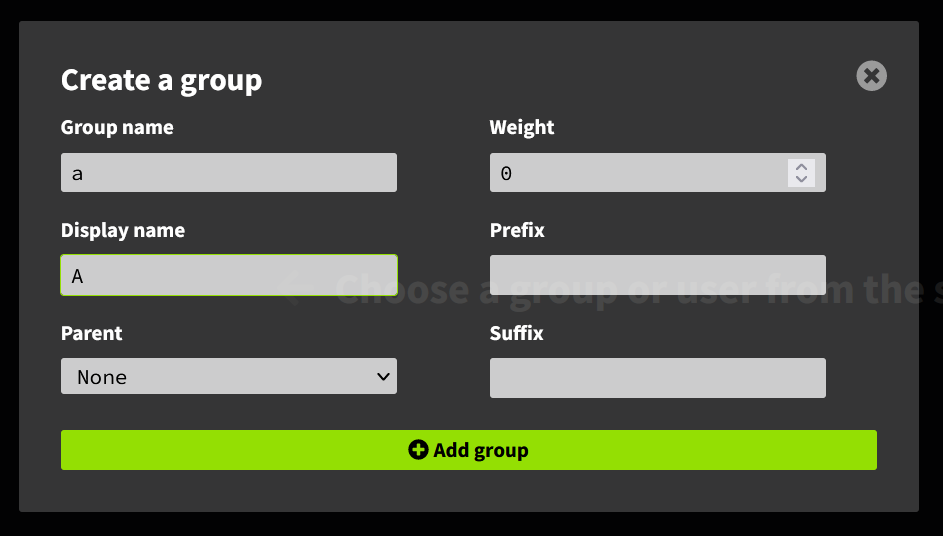 Create a group
Group name
Weight
a
0
Display name
Prefix
A
Choose a group or user from the s
Parent
Suffix
None
Add group